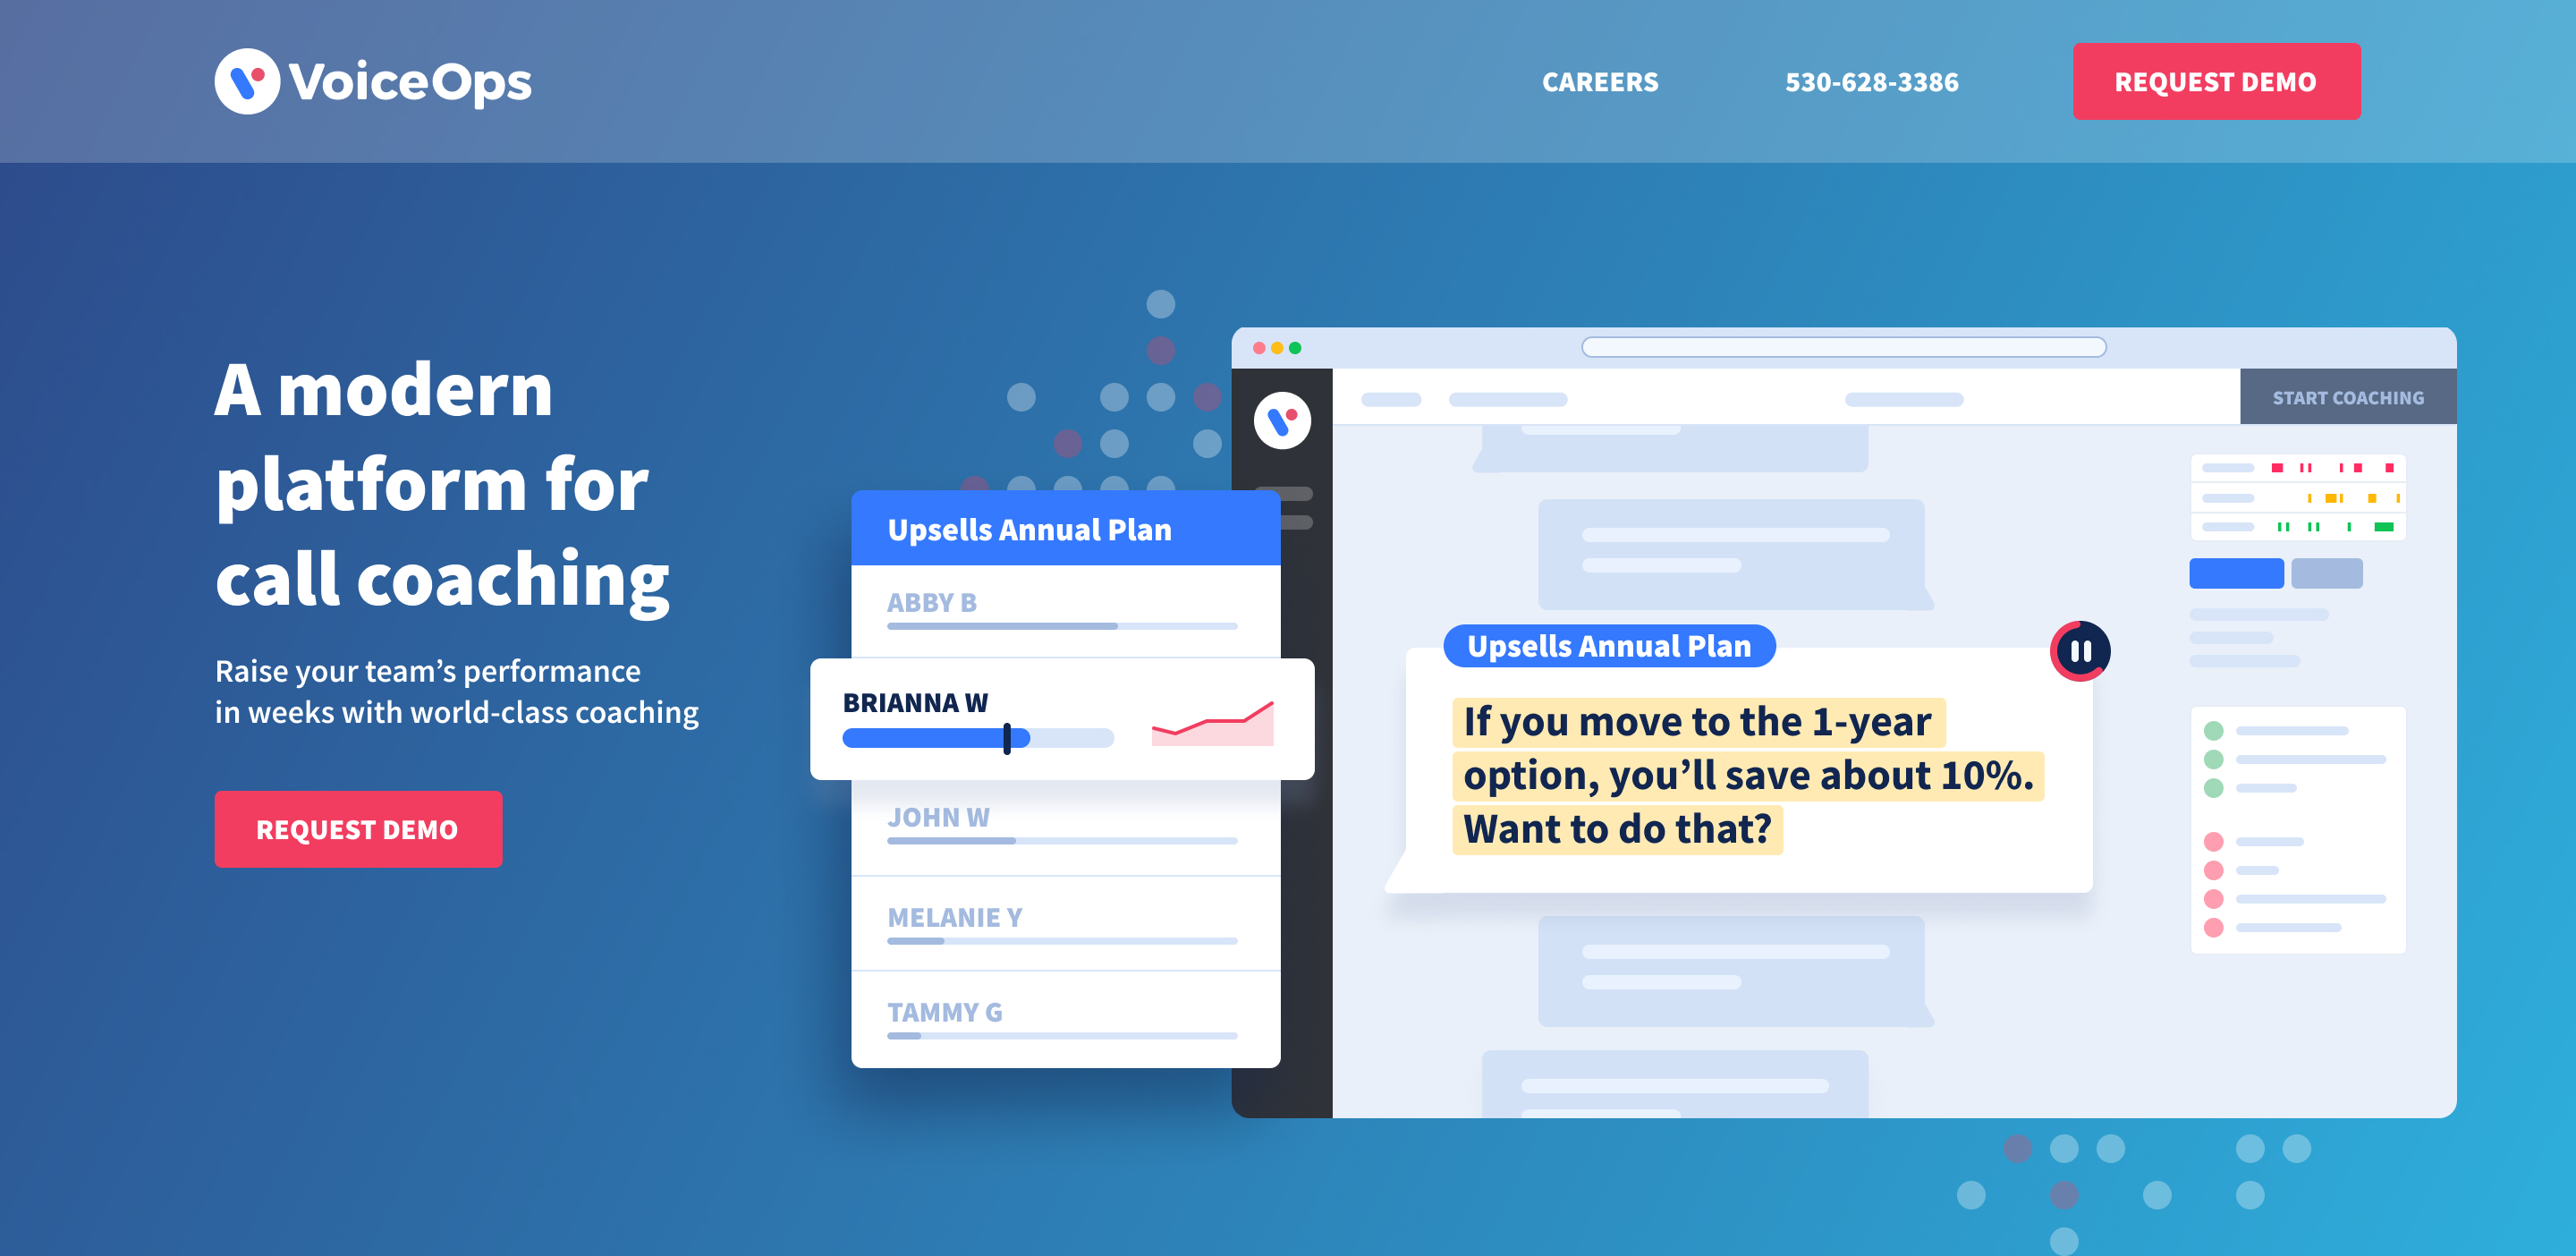 VoiceOps
CAREERS
530-628-3386
REQUEST DEMO
A modern
platform for
call coaching
Raise your team’s performance
in weeks with world-class coaching
REQUEST DEMO
Upsells Annual Plan
ABBY B
BRIANNA W
JOHN W
MELANIE Y
TAMMY G
START COACHING
Upsells Annual Plan
If you move to the 1-year
option, you’ll save about 10%.
Want to do that?